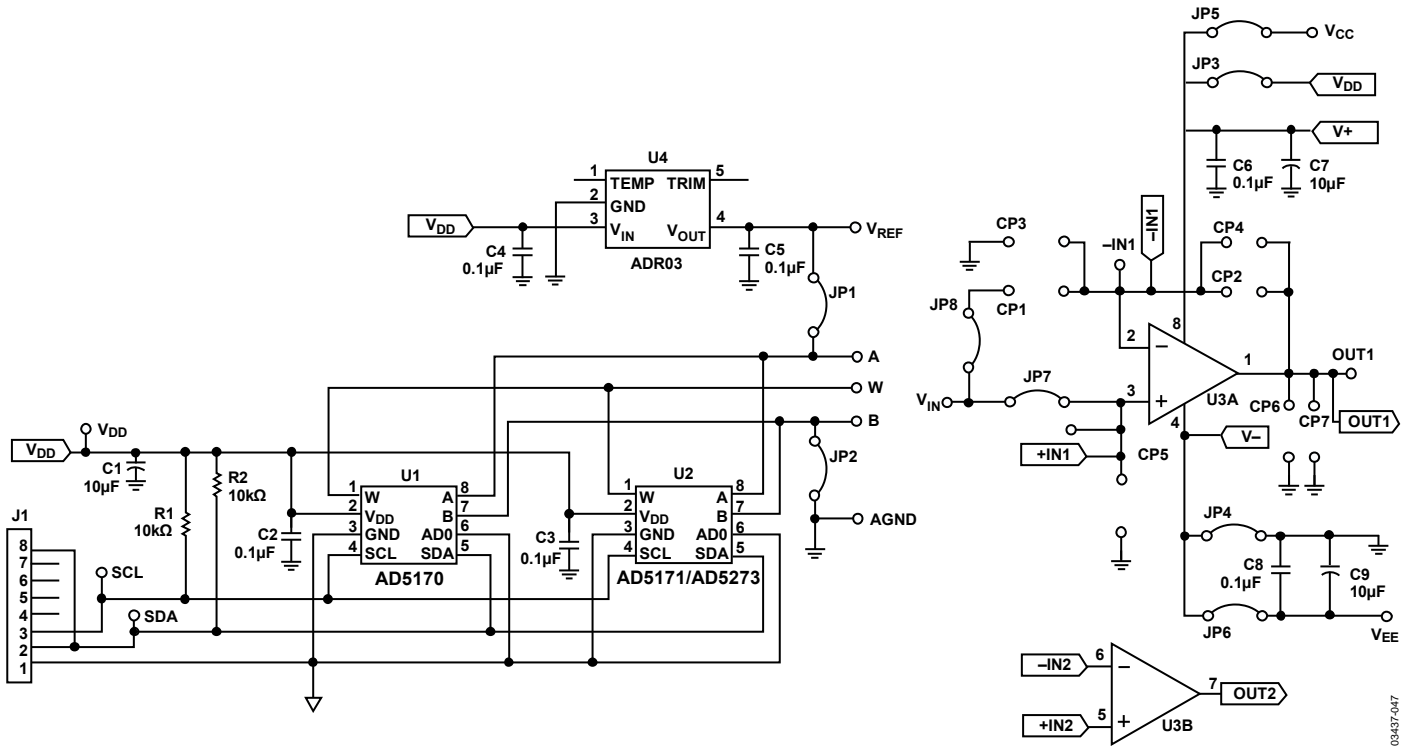 JP5
VCC
JP3
VDD
V+
C6
0.1µF
C7
10µF
U4
1 TEMP TRIM 5
2 GND
3 VIN VOUT 4
ADR03
VDD
C4
0.1µF
C5
0.1µF
VREF
JP1
A
W
B
JP2
AGND
CP3
–IN1
–IN1
CP4
CP2
JP8
CP1
2
–
8
1
OUT1
JP7
VIN
3
+
U3A
4
CP6
CP7
OUT1
V–
+IN1
CP5
VDD
VDD
C1
10µF
R1
10kΩ
R2
10kΩ
U1
1 W A 8
2 VDD B 7
3 GND AD0 6
4 SCL SDA 5
AD5170
C2
0.1µF
U2
1 W A 8
2 VDD B 7
3 GND AD0 6
4 SCL SDA 5
AD5171/AD5273
C3
0.1µF
J1
8
7
6
5
4
3
2
1
SCL
SDA
JP4
C8
0.1µF
C9
10µF
JP6
VEE
–IN2
6
–
7
OUT2
+IN2
5
+
U3B
03437-047